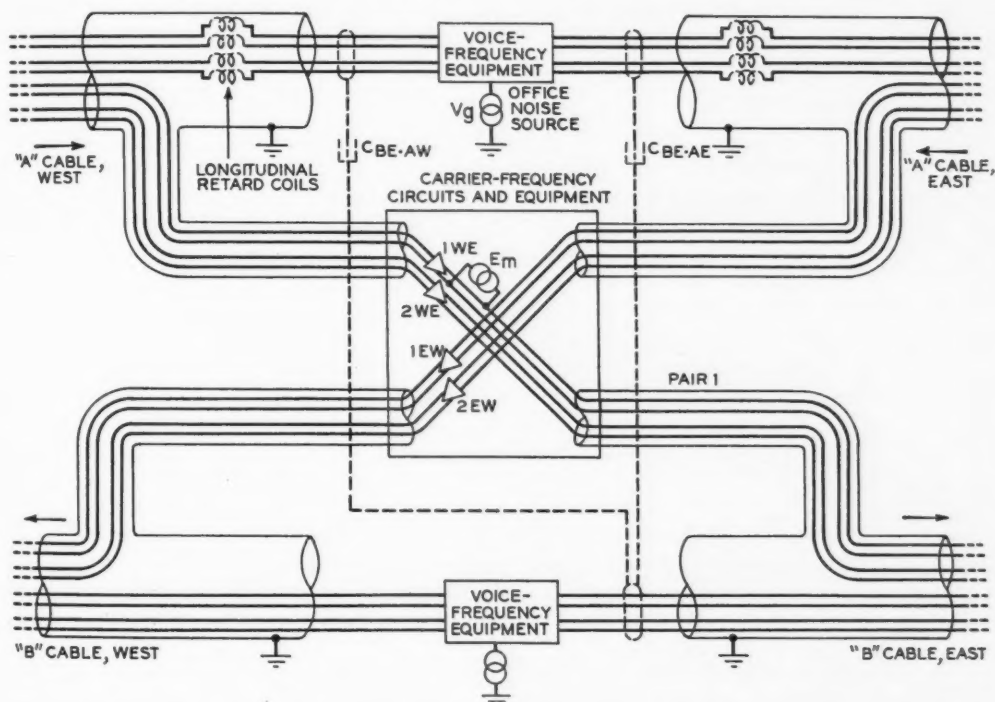 VOICE-
FREQUENCY
EQUIPMENT
Vg
OFFICE
NOISE
SOURCE
"A" CABLE,
WEST
LONGITUDINAL
RETARD COILS
CBE-AW
CBE-AE
"A" CABLE,
EAST
CARRIER-FREQUENCY
CIRCUITS AND EQUIPMENT
1WE
Em
2WE
1EW
2EW
PAIR 1
VOICE-
FREQUENCY
EQUIPMENT
"B" CABLE, WEST
"B" CABLE, EAST